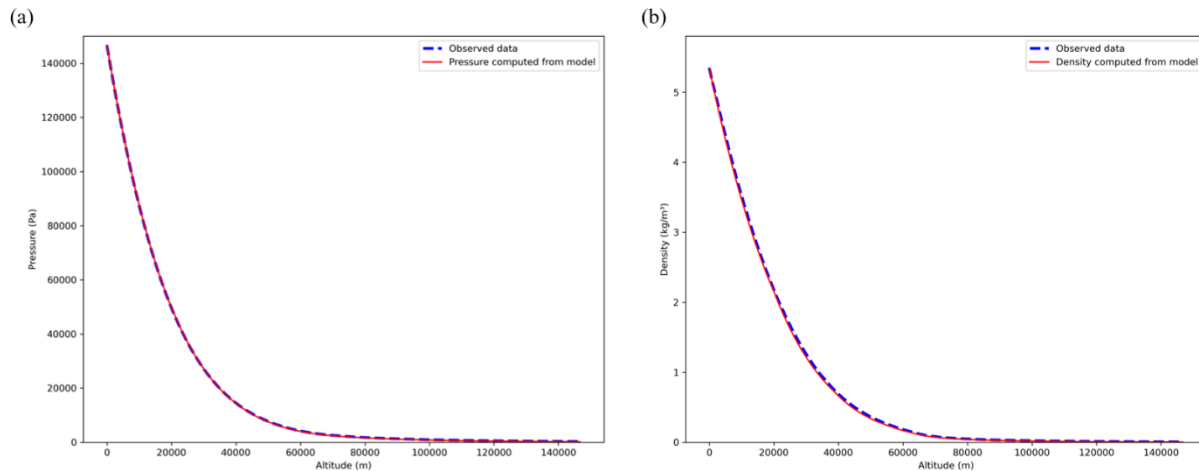 (a)
Observed data
Pressure computed from model
140000
120000
100000
80000
60000
40000
20000
0
Pressure (Pa)
0 20000 40000 60000 80000 100000 120000 140000
Altitude (m)
(b)
Observed data
Density computed from model
5
4
3
2
1
0
Density (kg/m³)
0 20000 40000 60000 80000 100000 120000 140000
Altitude (m)